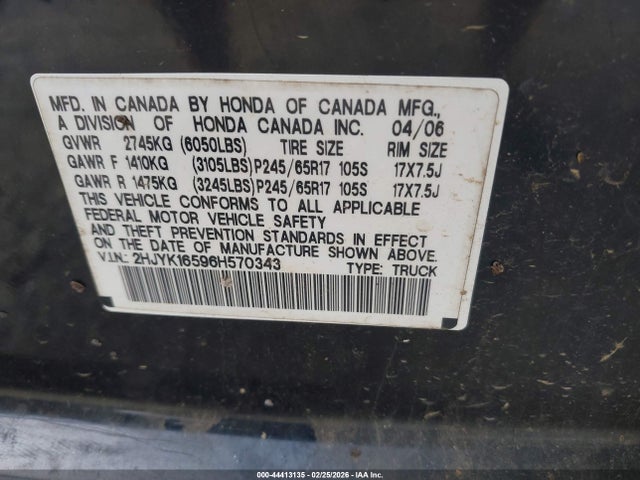 MFD. IN CANADA BY HONDA OF CANADA MFG.,
A DIVISION OF HONDA CANADA INC. 04/06
GVWR 2745KG (6050LBS) TIRE SIZE RIM SIZE
GAWR F 1410KG (3105LBS) P245/65R17 105S 17X7.5J
GAWR R 1475KG (3245LBS) P245/65R17 105S 17X7.5J
THIS VEHICLE CONFORMS TO ALL APPLICABLE
FEDERAL MOTOR VEHICLE SAFETY
AND THEFT PREVENTION STANDARDS IN EFFECT
ON THE DATE OF MANUFACTURE SHOWN ABOVE.
V.I.N.: 2HJYK16596H570343 TYPE: TRUCK
000-44413135 - 02/25/2026 - IAA Inc.